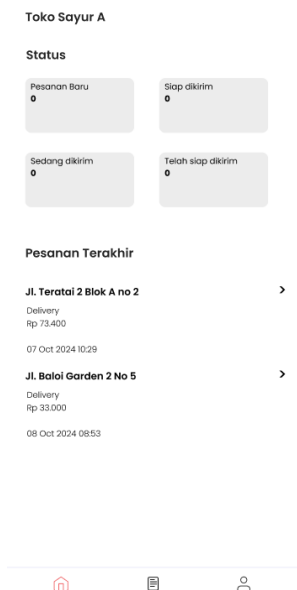 Toko Sayur A
Status
Pesanan Baru
0
Siap dikirim
0
Sedang dikirim
0
Telah siap dikirim
0
Pesanan Terakhir
Jl. Teratai 2 Blok A no 2
Delivery
Rp 73.400
07 Oct 2024 10:29
Jl. Baloi Garden 2 No 5
Delivery
Rp 33.000
08 Oct 2024 08:53